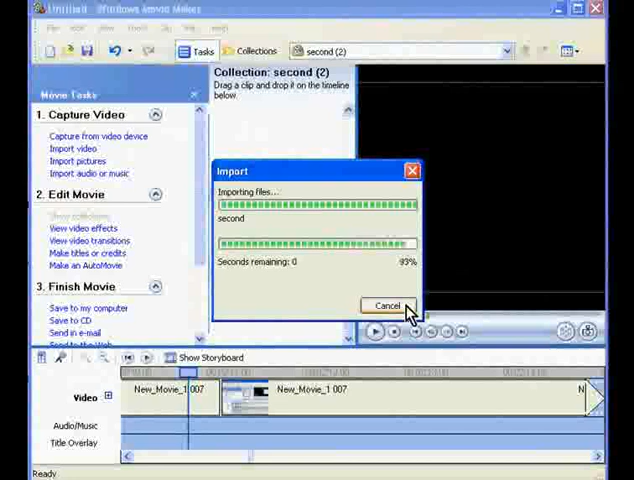 Untitled - Windows Movie Maker
Tasks
Collections
second (2)
Movie Tasks
1. Capture Video
Capture from video device
Import video
Import pictures
Import audio or music
2. Edit Movie
View video effects
View video transitions
Make titles or credits
Make an AutoMovie
3. Finish Movie
Save to my computer
Save to CD
Send in e-mail
Collection: second (2)
Drag a clip and drop it on the timeline
below.
Import
Importing files...
second
Seconds remaining: 0
93%
Cancel
Show Storyboard
Video
New_Movie_1 007
New_Movie_1 007
N
Audio/Music
Title Overlay
Ready